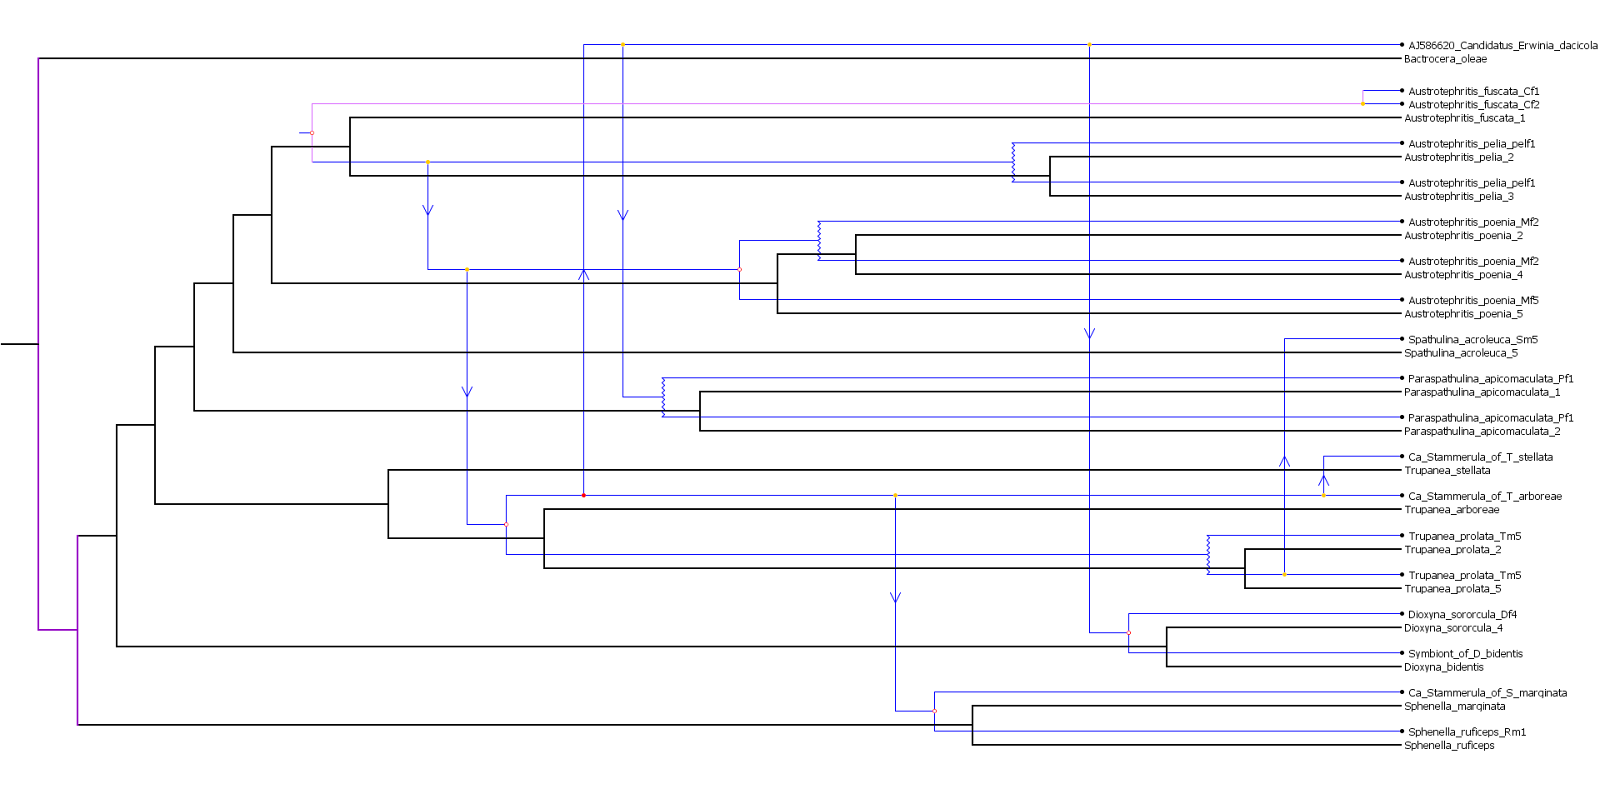 AJ586620_Candidatus_Erwinia_dacicola
Bactrocera_oleae
Austrotephritis_fuscata_Cf1
Austrotephritis_fuscata_Cf2
Austrotephritis_fuscata_1
Austrotephritis_pelia_pelf1
Austrotephritis_pelia_2
Austrotephritis_pelia_pelf1
Austrotephritis_pelia_3
Austrotephritis_poenia_Mf2
Austrotephritis_poenia_2
Austrotephritis_poenia_Mf2
Austrotephritis_poenia_4
Austrotephritis_poenia_Mf5
Austrotephritis_poenia_5
Spathulina_acroleuca_Sm5
Spathulina_acroleuca_5
Paraspathulina_apicomaculata_Pf1
Paraspathulina_apicomaculata_1
Paraspathulina_apicomaculata_Pf1
Paraspathulina_apicomaculata_2
Ca_Stammerula_of_T_stellata
Trupanea_stellata
Ca_Stammerula_of_T_arboreae
Trupanea_arboreae
Trupanea_prolata_Tm5
Trupanea_prolata_2
Trupanea_prolata_Tm5
Trupanea_prolata_5
Dioxyna_sororcula_Df4
Dioxyna_sororcula_4
Symbiont_of_D_bidentis
Dioxyna_bidentis
Ca_Stammerula_of_S_marginata
Sphenella_marginata
Sphenella_ruficeps_Rm1
Sphenella_ruficeps